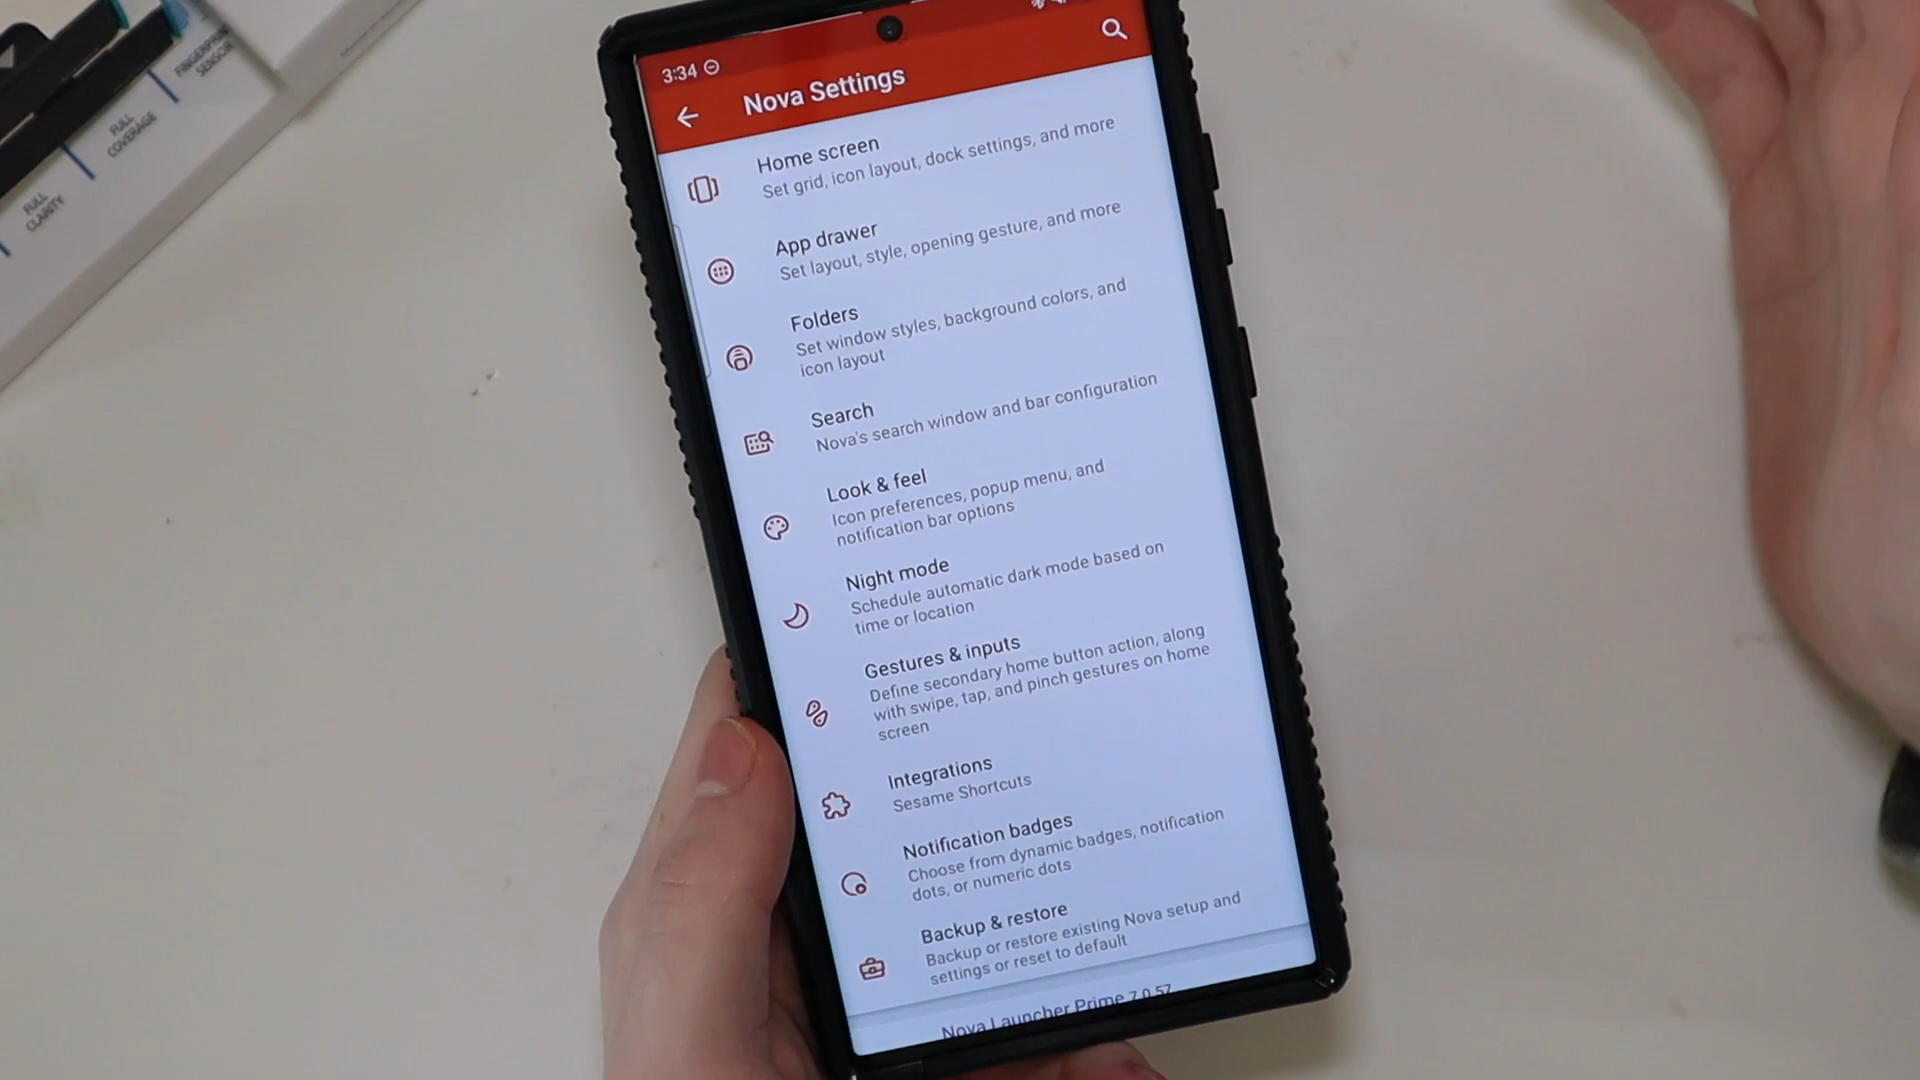 FINGERPRINT
SENSOR
FULL
COVERAGE
FULL
CLARITY
3:34
Nova Settings
Home screen
Set grid, icon layout, dock settings, and more
App drawer
Set layout, style, opening gesture, and more
Folders
Set window styles, background colors, and
icon layout
Search
Nova's search window and bar configuration
Look & feel
Icon preferences, popup menu, and
notification bar options
Night mode
Schedule automatic dark mode based on
time or location
Gestures & inputs
Define secondary home button action, along
with swipe, tap, and pinch gestures on home
screen
Integrations
Sesame Shortcuts
Notification badges
Choose from dynamic badges, notification
dots, or numeric dots
Backup & restore
Backup or restore existing Nova setup and
settings or reset to default
Nova Launcher Prime 7.0.57